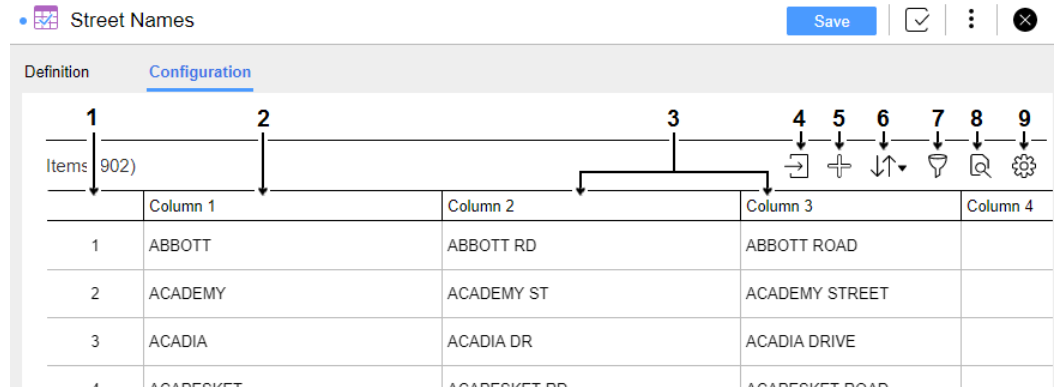 Street Names
Save
Definition Configuration
1 2 3 4 5 6 7 8 9
Items 902)
Column 1 Column 2 Column 3 Column 4
1 ABBOTT ABBOTT RD ABBOTT ROAD
2 ACADEMY ACADEMY ST ACADEMY STREET
3 ACADIA ACADIA DR ACADIA DRIVE